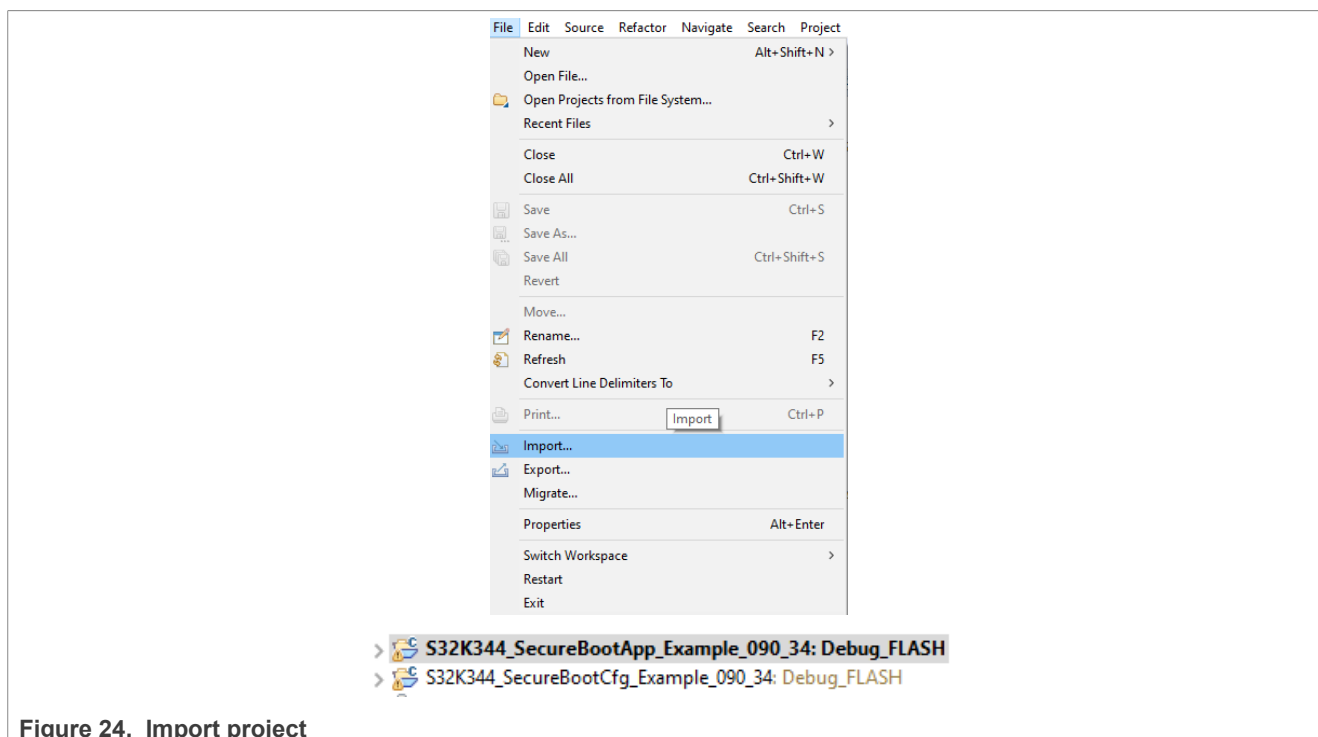 File Edit Source Refactor Navigate Search Project
New Alt+Shift+N >
Open File...
Open Projects from File System...
Recent Files >
Close Ctrl+W
Close All Ctrl+Shift+W
Save Ctrl+S
Save As...
Save All Ctrl+Shift+S
Revert
Move...
Rename... F2
Refresh F5
Convert Line Delimiters To >
Print... Ctrl+P
Import
Import...
Export...
Migrate...
Properties Alt+Enter
Switch Workspace >
Restart
Exit
> S32K344_SecureBootApp_Example_090_34: Debug_FLASH
> S32K344_SecureBootCfg_Example_090_34: Debug_FLASH
Figure 24. Import project